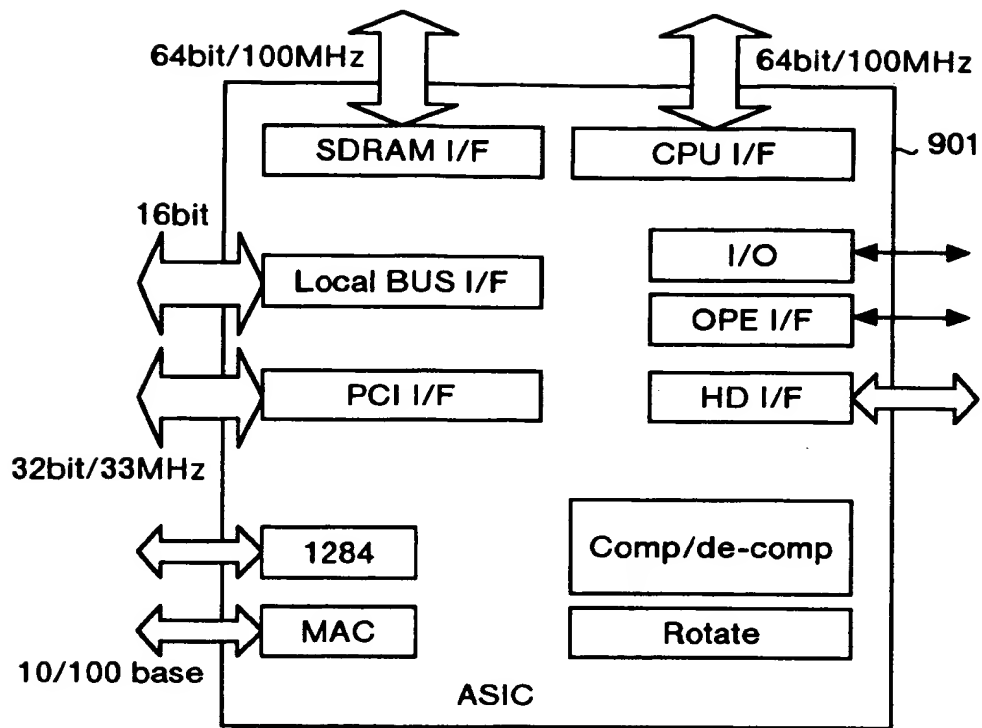 64bit/100MHz
64bit/100MHz
SDRAM I/F
CPU I/F
901
16bit
Local BUS I/F
I/O
OPE I/F
PCI I/F
HD I/F
32bit/33MHz
1284
Comp/de-comp
MAC
Rotate
10/100 base
ASIC